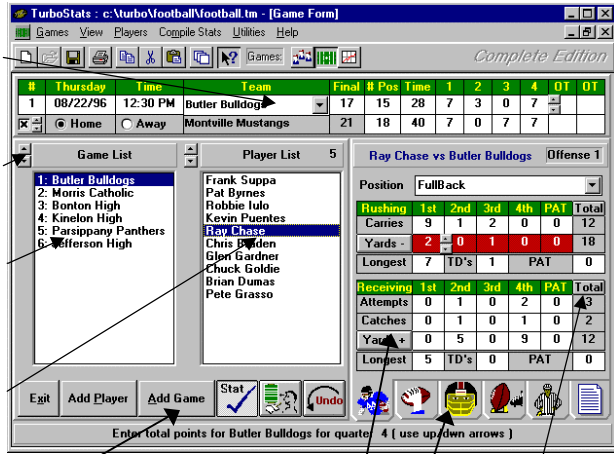 TurboStats : c:\turbo\football\football.tm - [Game Form]
Games View Players Compile Stats Utilities Help
Games: Complete Edition
# Thursday Time Team Final # Pos Time 1 2 3 4 OT OT
1 08/22/96 12:30 PM Butler Bulldogs 17 15 28 7 3 0 7
Home Away Montville Mustangs 21 18 40 7 0 7 7
Game List Player List 5 Ray Chase vs Butler Bulldogs Offense 1
1: Butler Bulldogs
2: Morris Catholic
3: Bonton High
4: Kinelon High
5: Parsippany Panthers
6: Jefferson High
Frank Suppa
Pat Byrnes
Robbie Iulo
Kevin Puentes
Ray Chase
Chris Braden
Glen Gardner
Chuck Goldie
Brian Dumas
Pete Grasso
Position FullBack
Rushing 1st 2nd 3rd 4th PAT Total
Carries 9 1 2 0 0 12
Yards - 2 0 1 0 0 18
Longest 7 TD's 1 PAT 0
Receiving 1st 2nd 3rd 4th PAT Total
Attempts 0 1 0 2 0 3
Catches 0 1 0 1 0 2
Yards + 0 5 0 9 0 12
Longest 5 TD's 0 PAT 0
Exit Add Player Add Game Stat Undo
Enter total points for Butler Bulldogs for quarter 4 ( use up/dwn arrows )